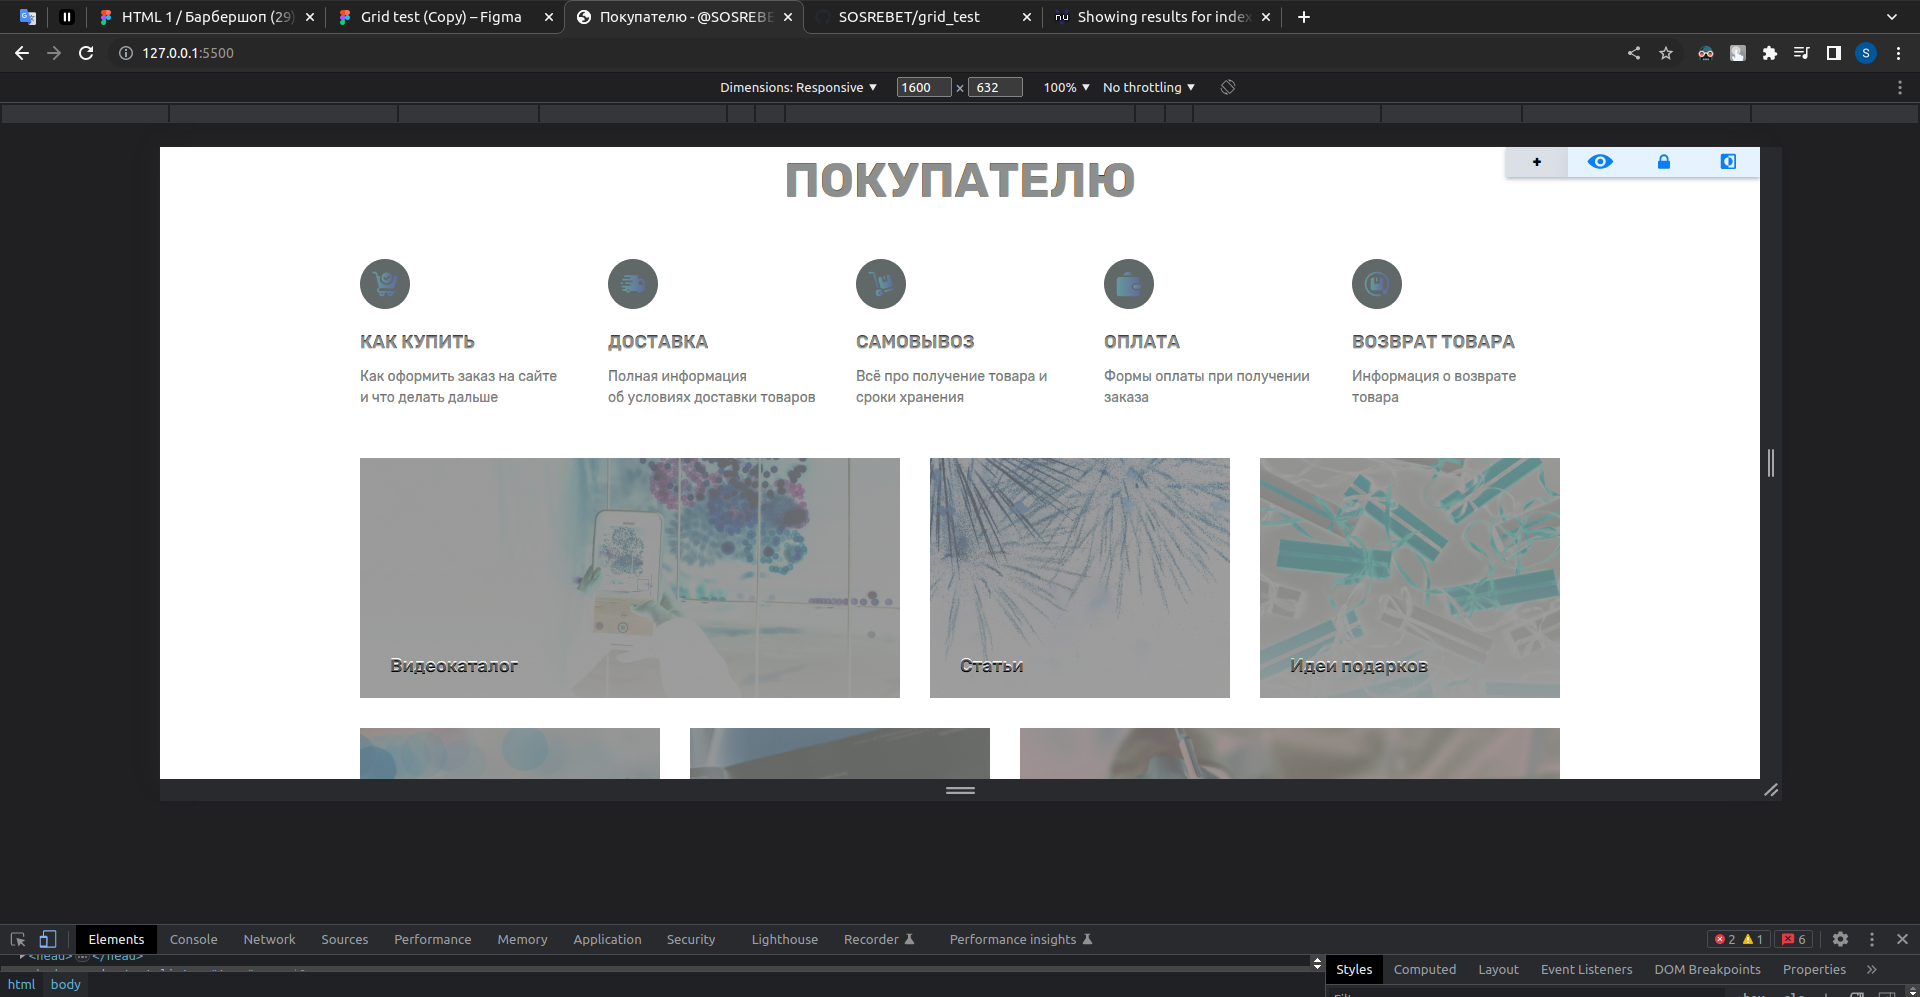 HTML 1 / Барбершоп (29)
Grid test (Copy) – Figma
Покупателю - @SOSREBE
SOSREBET/grid_test
Showing results for index
127.0.0.1:5500
S
Dimensions: Responsive
1600 × 632
100%
No throttling
ПОКУПАТЕЛЮ
КАК КУПИТЬ
Как оформить заказ на сайте
и что делать дальше
ДОСТАВКА
Полная информация
об условиях доставки товаров
САМОВЫВОЗ
Всё про получение товара и
сроки хранения
ОПЛАТА
Формы оплаты при получении
заказа
ВОЗВРАТ ТОВАРА
Информация о возврате
товара
Видеокаталог
Статьи
Идеи подарков
Elements
Console
Network
Sources
Performance
Memory
Application
Security
Lighthouse
Recorder
Performance insights
2
1
6
<head> … </head>
html
body
Styles
Computed
Layout
Event Listeners
DOM Breakpoints
Properties